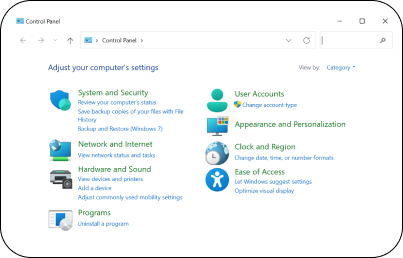 Control Panel
Control Panel
Adjust your computer's settings
View by: Category
System and Security
Review your computer's status
Save backup copies of your files with File
History
Backup and Restore (Windows 7)
Network and Internet
View network status and tasks
Hardware and Sound
View devices and printers
Add a device
Adjust commonly used mobility settings
Programs
Uninstall a program
User Accounts
Change account type
Appearance and Personalization
Clock and Region
Change date, time, or number formats
Ease of Access
Let Windows suggest settings
Optimize visual display